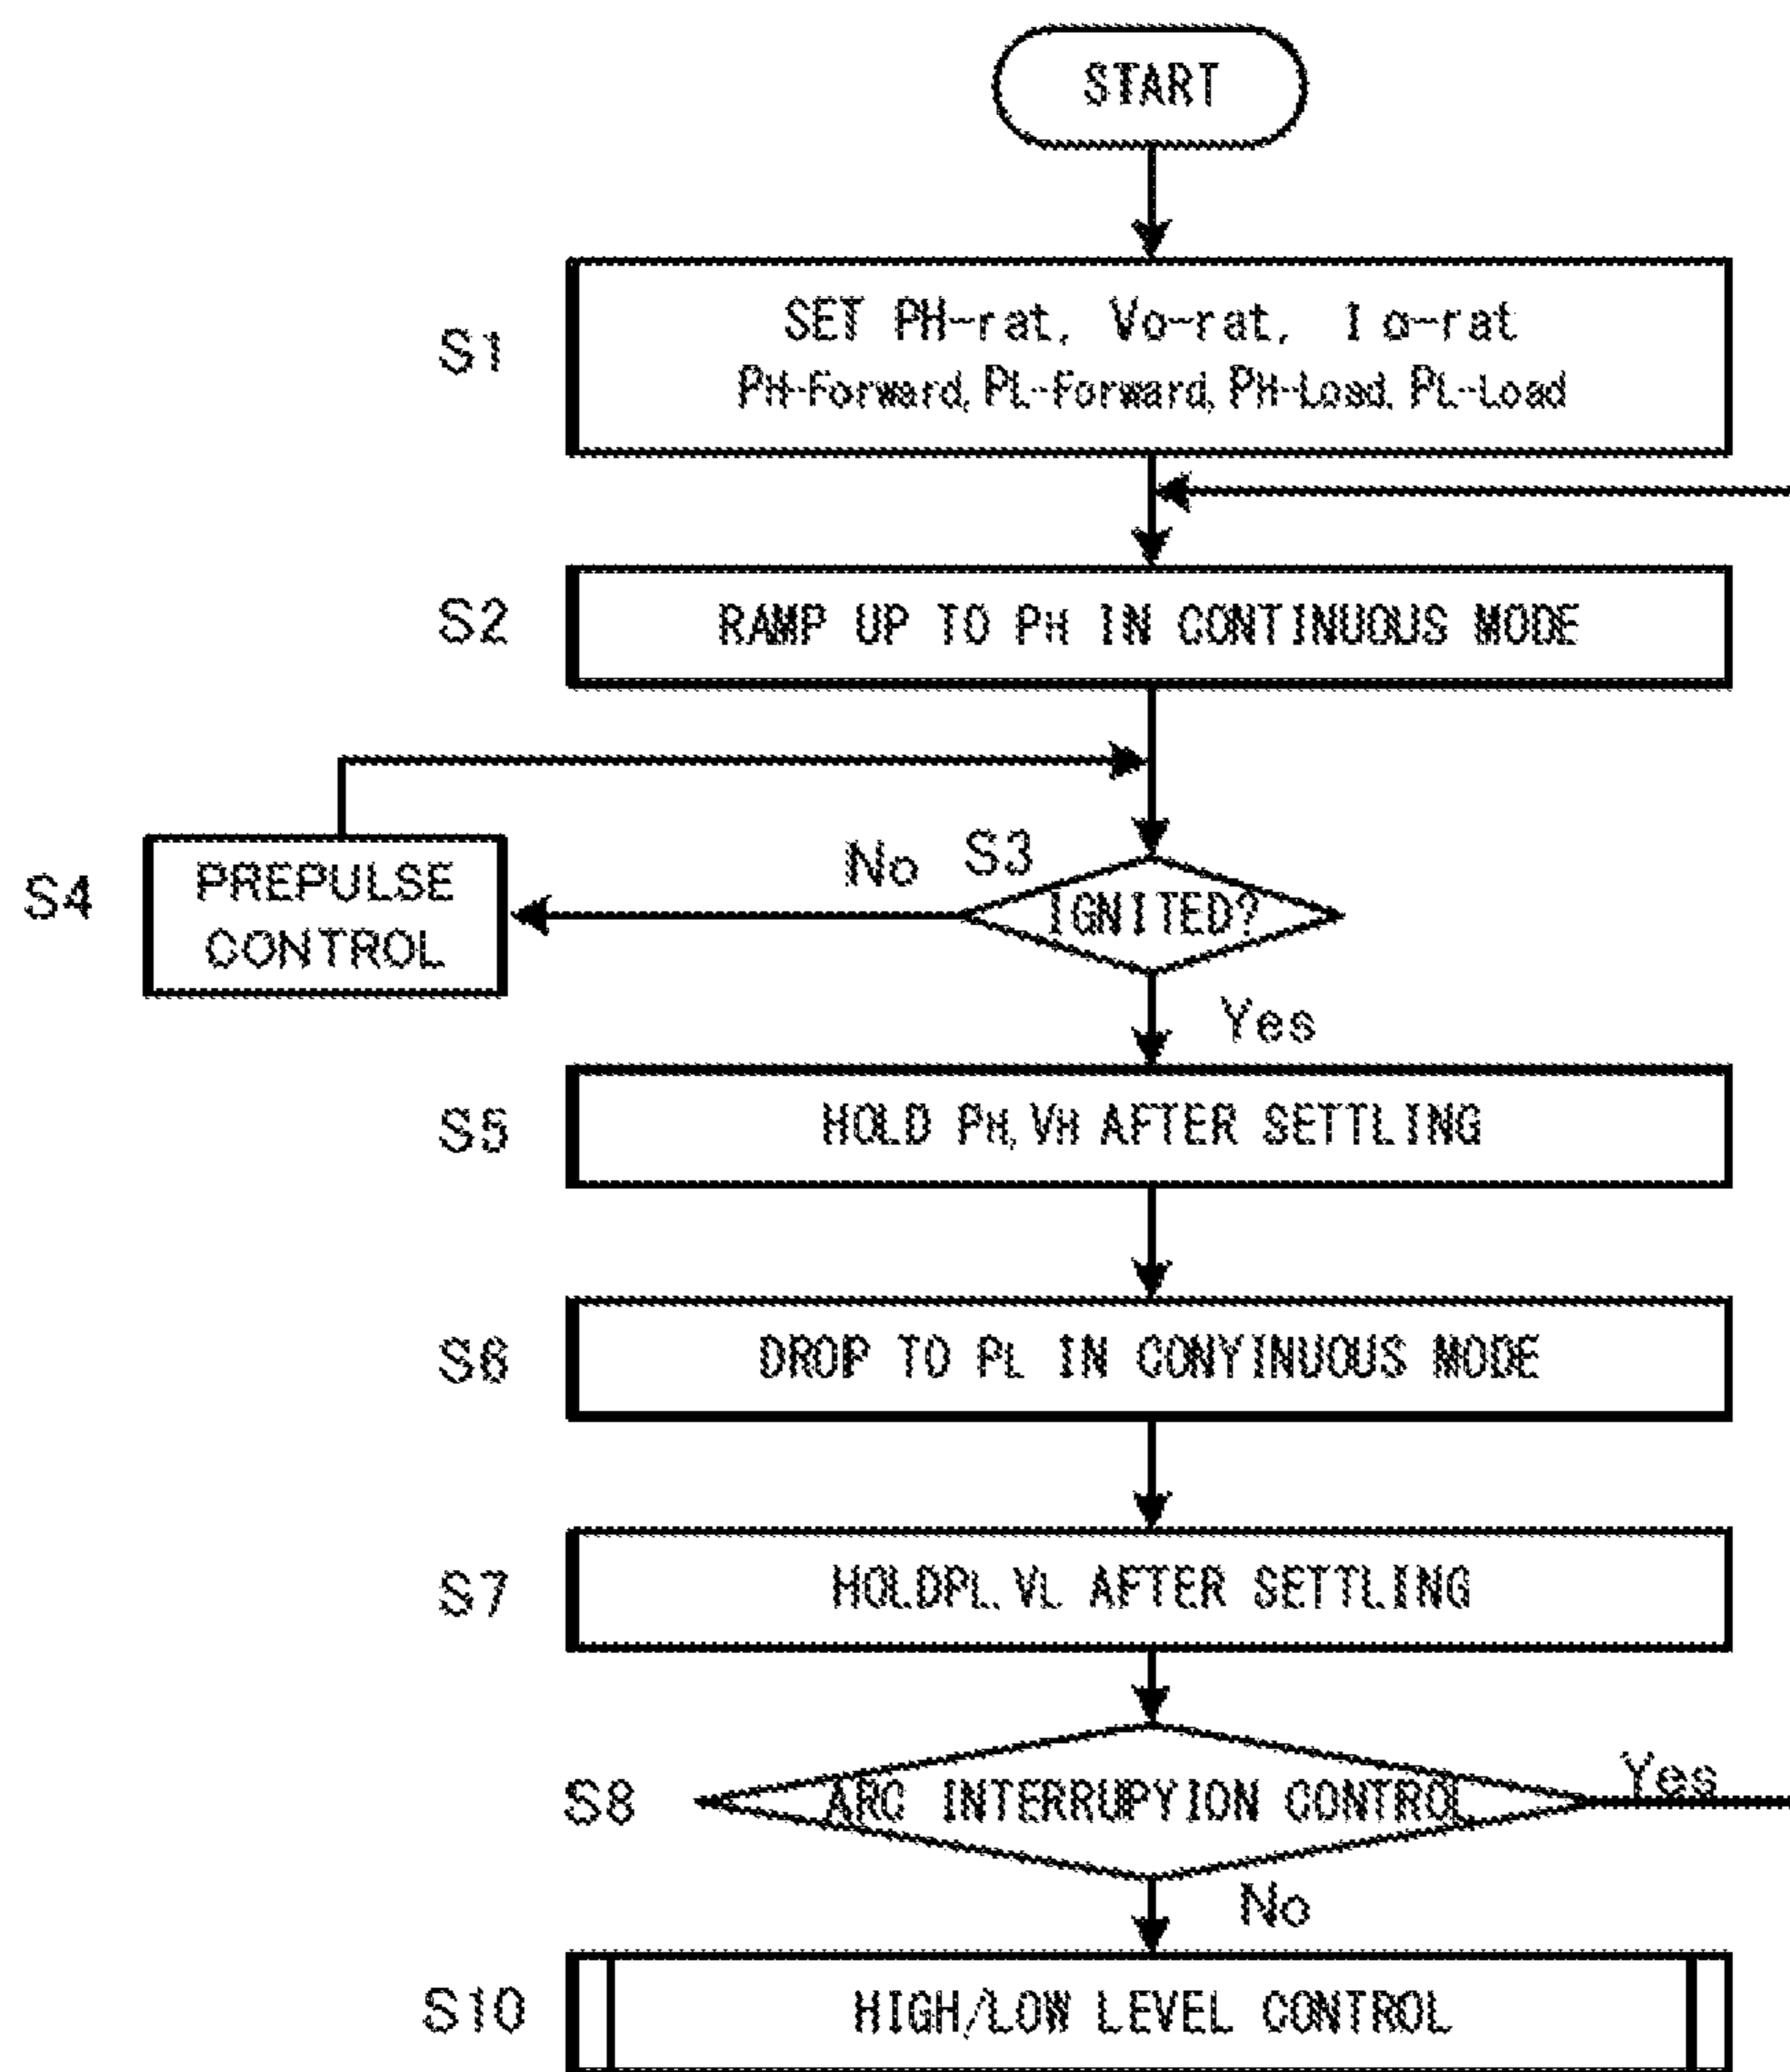 START
S1
SET PH-rat, Vo-rat, Io-rat
PH-Forward, PL-Forward, PH-Load, PL-Load
S2
RAMP UP TO PH IN CONTINUOUS MODE
S3
No
IGNITED?
S4
PREPULSE
CONTROL
Yes
S5
HOLD PH, VH AFTER SETTLING
S6
DROP TO PL IN CONYINUOUS MODE
S7
HOLDPL, VL AFTER SETTLING
S8
ARC INTERRUPYION CONTROL
Yes
No
S10
HIGH/LOW LEVEL CONTROL